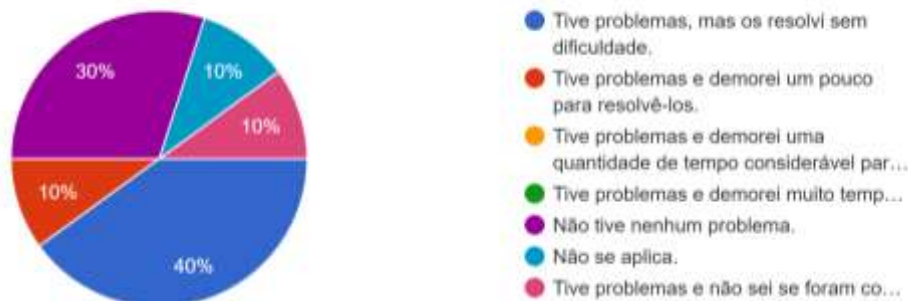 30%
10%
10%
10%
40%
Tive problemas, mas os resolvi sem
dificuldade.
Tive problemas e demorei um pouco
para resolvê-los.
Tive problemas e demorei uma
quantidade de tempo considerável par…
Tive problemas e demorei muito temp…
Não tive nenhum problema.
Não se aplica.
Tive problemas e não sei se foram co…